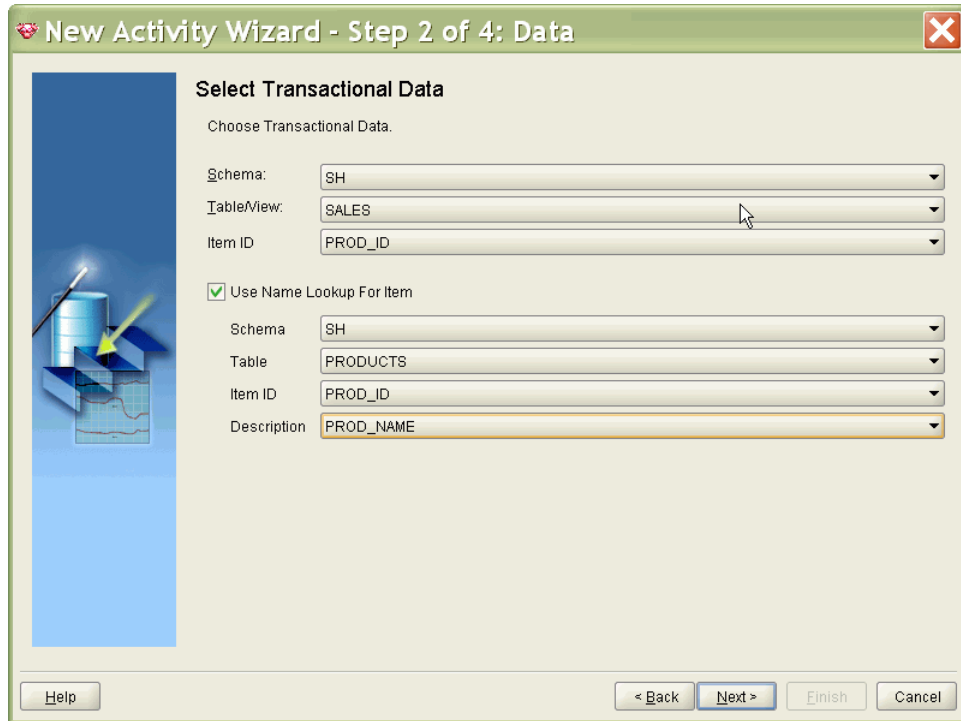 New Activity Wizard - Step 2 of 4: Data
Select Transactional Data
Choose Transactional Data.
Schema: SH
Table/View: SALES
Item ID PROD_ID
Use Name Lookup For Item
Schema SH
Table PRODUCTS
Item ID PROD_ID
Description PROD_NAME
Help < Back Next > Finish Cancel